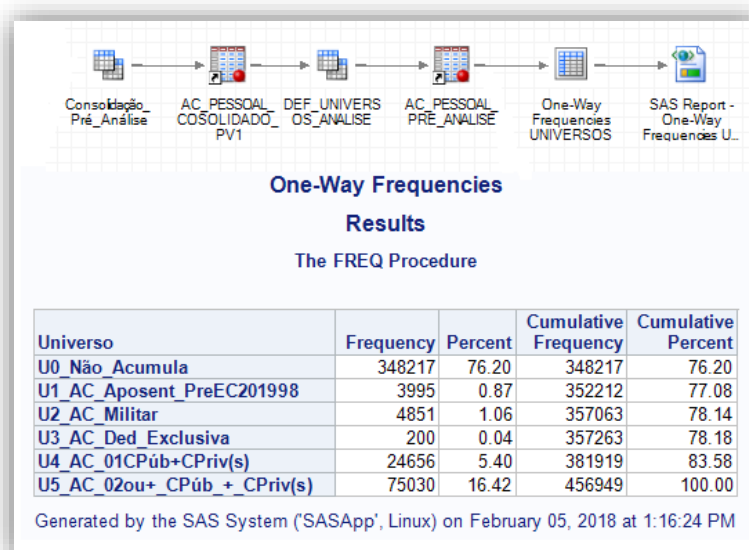 Consolidação_
Pré_Análise
AC_PESSOAL_
COSOLIDADO_
PV1
DEF_UNIVERS
OS_ANALISE
AC_PESSOAL_
PRE_ANALISE
One-Way
Frequencies
UNIVERSOS
SAS Report -
One-Way
Frequencies U...
One-Way Frequencies
Results
The FREQ Procedure
Universo Frequency Percent Cumulative Frequency Cumulative Percent
U0_Não_Acumula 348217 76.20 348217 76.20
U1_AC_Aposent_PreEC201998 3995 0.87 352212 77.08
U2_AC_Militar 4851 1.06 357063 78.14
U3_AC_Ded_Exclusiva 200 0.04 357263 78.18
U4_AC_01CPúb+CPriv(s) 24656 5.40 381919 83.58
U5_AC_02ou+_CPúb_+_CPriv(s) 75030 16.42 456949 100.00
Generated by the SAS System ('SASApp', Linux) on February 05, 2018 at 1:16:24 PM